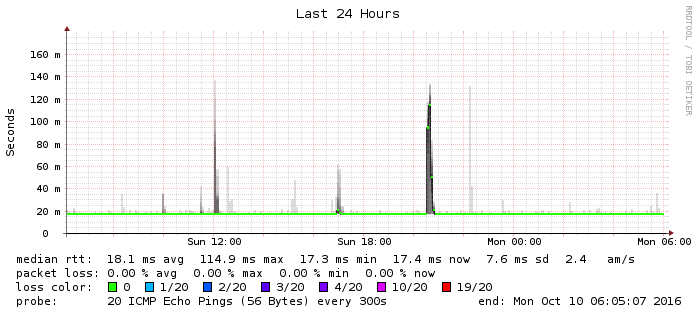 Last 24 Hours
RRDTOOL / TOBI OETIKER
Seconds
160 m
140 m
120 m
100 m
80 m
60 m
40 m
20 m
0
Sun 12:00 Sun 18:00 Mon 00:00 Mon 06:00
median rtt: 18.1 ms avg 114.9 ms max 17.3 ms min 17.4 ms now 7.6 ms sd 2.4 am/s
packet loss: 0.00 % avg 0.00 % max 0.00 % min 0.00 % now
loss color: 0 1/20 2/20 3/20 4/20 10/20 19/20
probe: 20 ICMP Echo Pings (56 Bytes) every 300s end: Mon Oct 10 06:05:07 2016